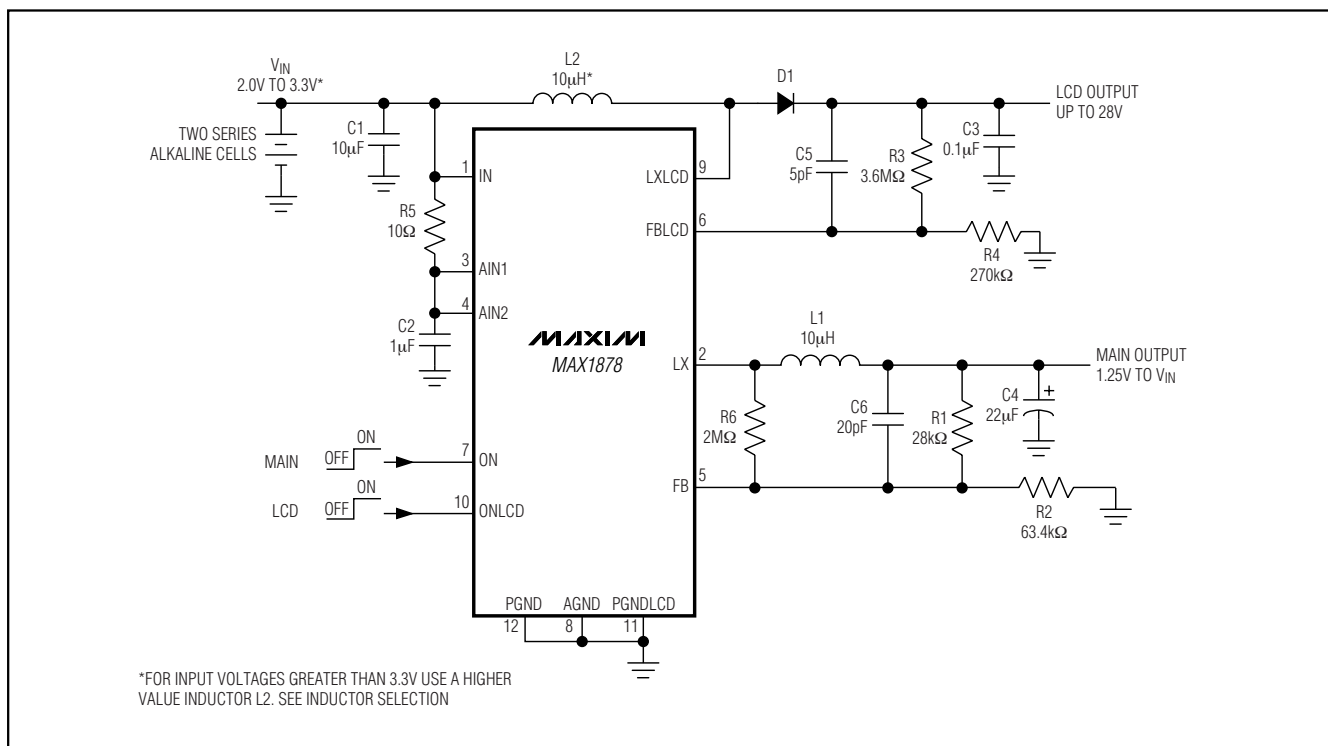 VIN
2.0V TO 3.3V*
TWO SERIES
ALKALINE CELLS
C1
10μF
L2
10μH*
D1
LCD OUTPUT
UP TO 28V
C5
5pF
R3
3.6MΩ
C3
0.1μF
R4
270kΩ
1
IN
R5
10Ω
3
AIN1
4
AIN2
C2
1μF
9
LXLCD
6
FBLCD
MAXIM
MAX1878
2
LX
L1
10μH
MAIN OUTPUT
1.25V TO VIN
R6
2MΩ
C6
20pF
R1
28kΩ
C4
+
22μF
5
FB
R2
63.4kΩ
MAIN
OFF
ON
7
ON
LCD
OFF
ON
10
ONLCD
PGND
AGND
PGNDLCD
12
8
11
*FOR INPUT VOLTAGES GREATER THAN 3.3V USE A HIGHER
VALUE INDUCTOR L2. SEE INDUCTOR SELECTION